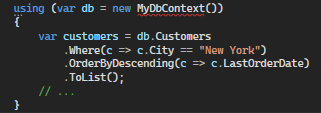 using (var db = new MyDbContext())
{
    var customers = db.Customers
        .Where(c => c.City == "New York")
        .OrderByDescending(c => c.LastOrderDate)
        .ToList();
    // ...
}